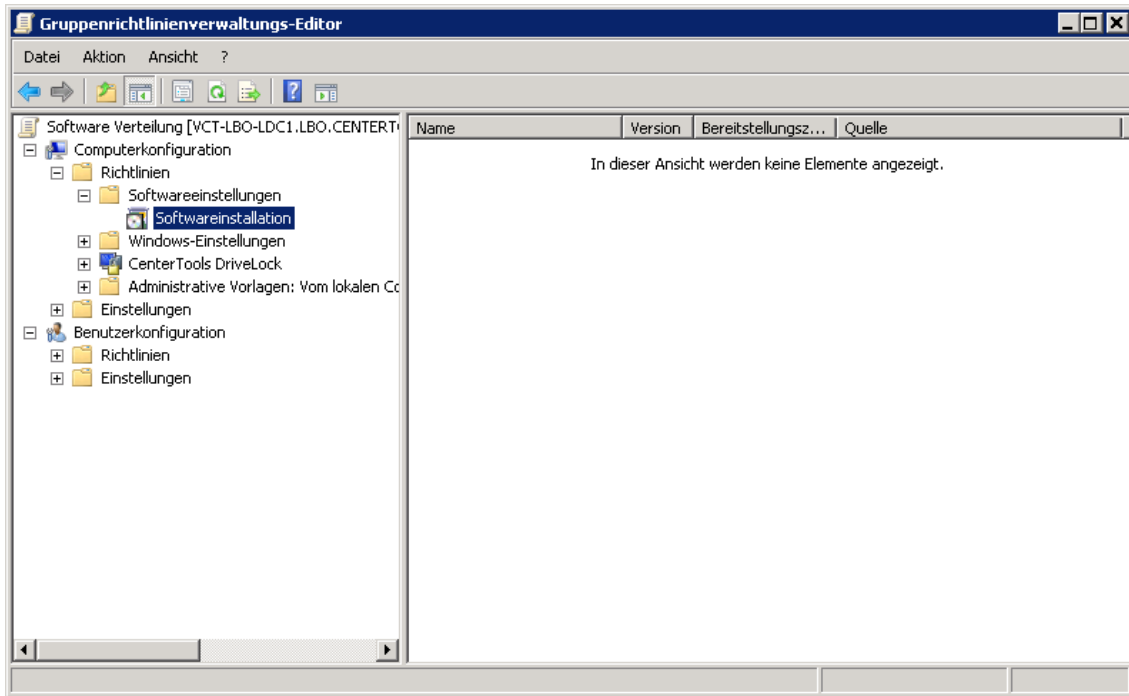 Gruppenrichtlinienverwaltungs-Editor
Datei Aktion Ansicht ?
Software Verteilung [VCT-LBO-LDC1.LBO.CENTERT
Computerkonfiguration
Richtlinien
Softwareeinstellungen
Softwareinstallation
Windows-Einstellungen
CenterTools DriveLock
Administrative Vorlagen: Vom lokalen Co
Einstellungen
Benutzerkonfiguration
Richtlinien
Einstellungen
Name Version Bereitstellungsz... Quelle
In dieser Ansicht werden keine Elemente angezeigt.